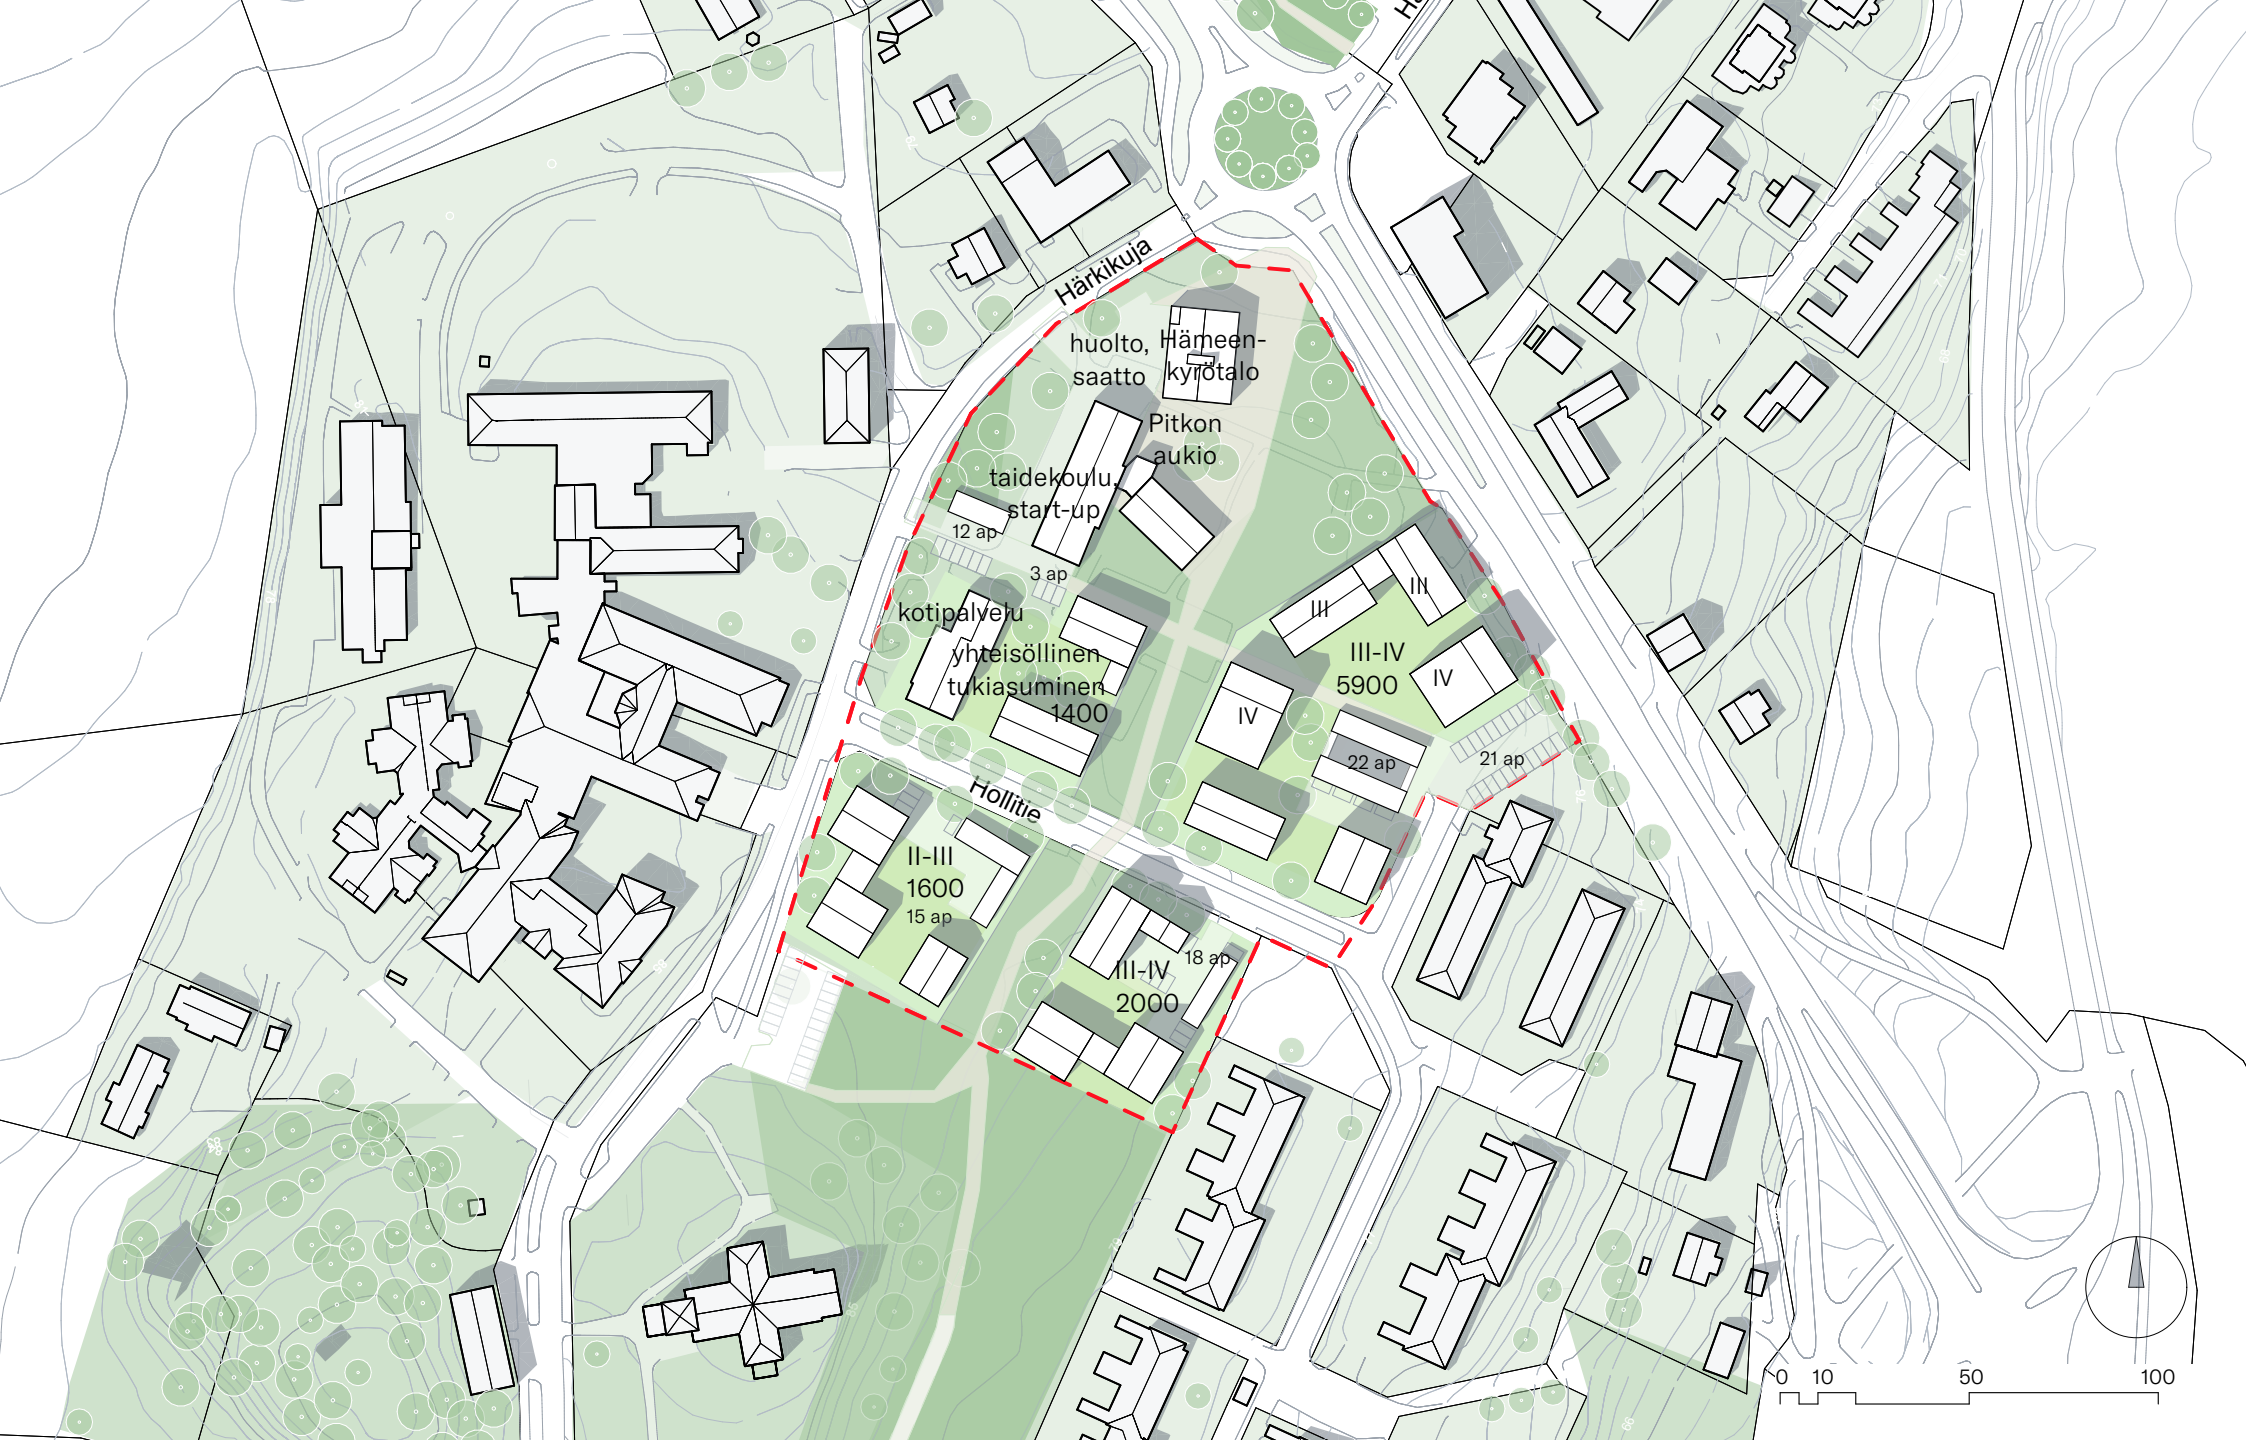 Härkikuja
huolto,
saatto
Hämeen-
kyrötalo
Pitkon
aukio
taidekoulu,
start-up
12 ap
3 ap
kotipalvelu
yhteisöllinen
tukiasuminen
1400
III
III
III-IV
5900
IV
IV
22 ap
21 ap
Hollitie
II-III
1600
15 ap
18 ap
III-IV
2000
0 10 50 100